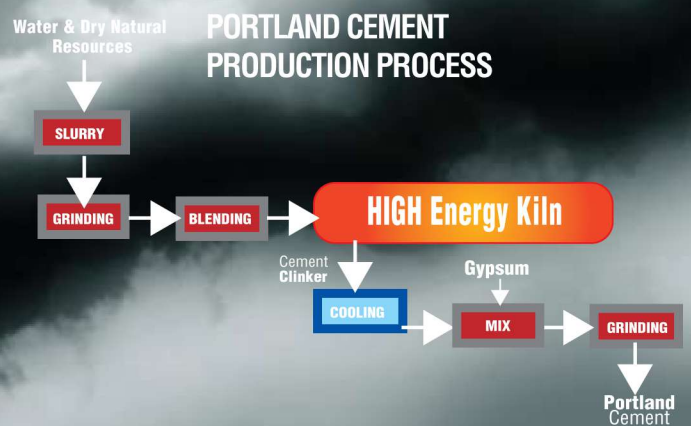 PORTLAND CEMENT
PRODUCTION PROCESS
Water & Dry Natural
Resources
SLURRY
GRINDING
BLENDING
HIGH Energy Kiln
Cement
Clinker
Gypsum
COOLING
MIX
GRINDING
Portland
Cement